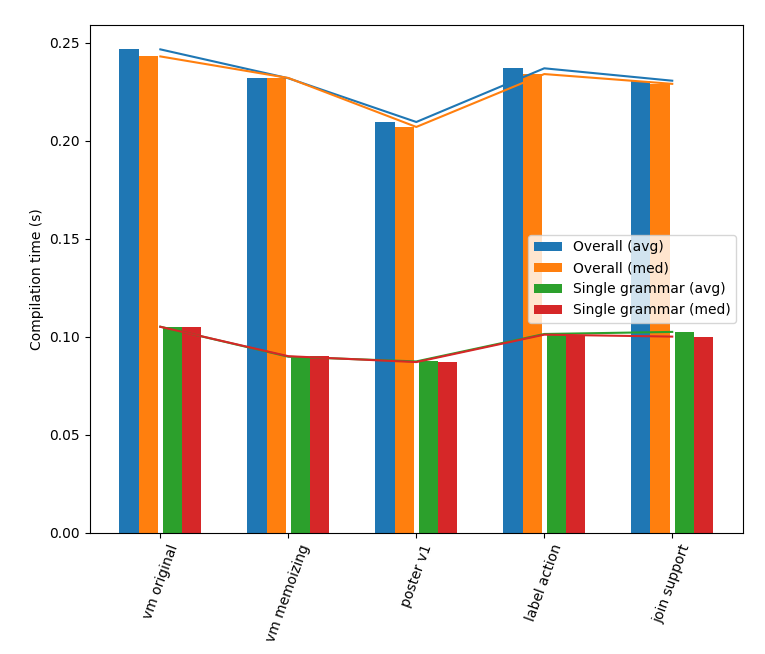 0.25
0.20
0.15
0.10
0.05
0.00
Compilation time (s)
Overall (avg)
Overall (med)
Single grammar (avg)
Single grammar (med)
vm original
vm memoizing
poster v1
label action
join support